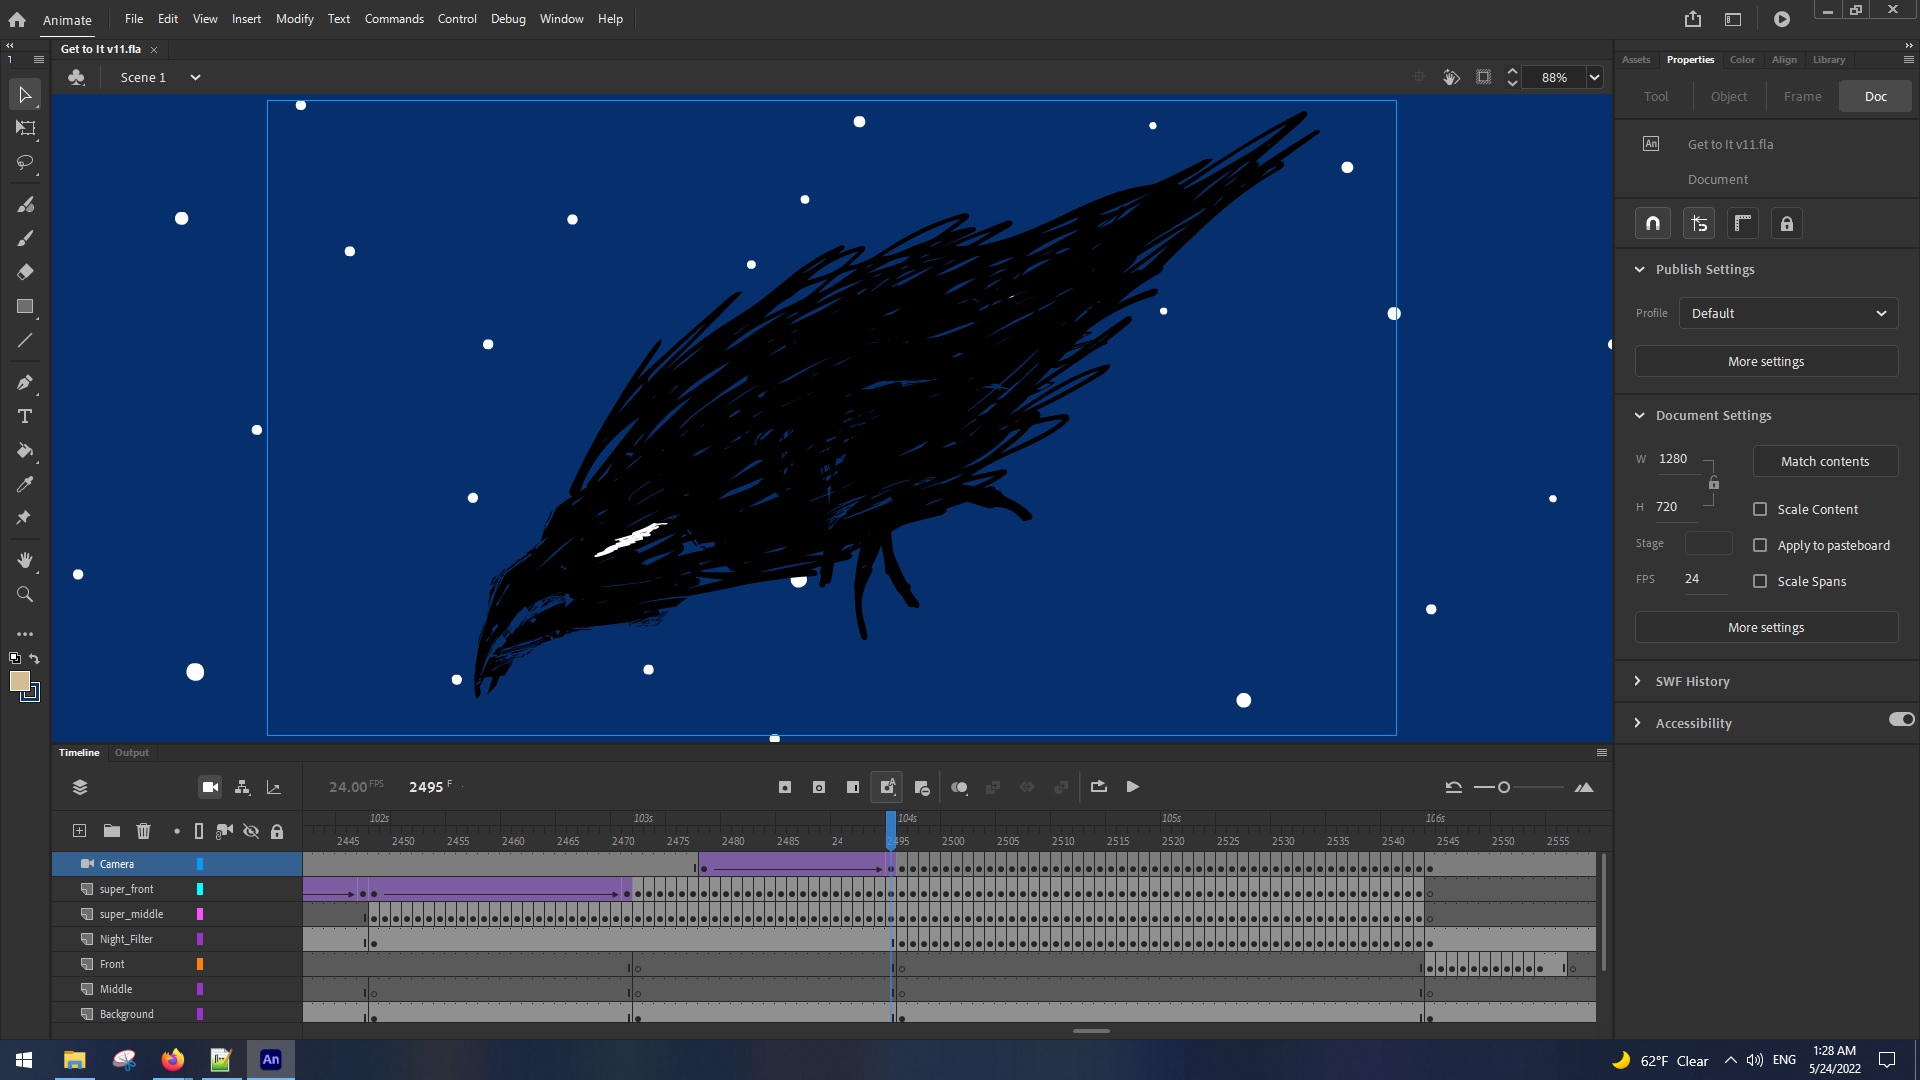 Animate File Edit View Insert Modify Text Commands Control Debug Window Help
Get to It v11.fla
Scene 1
88%
Assets Properties Color Align Library
Tool Object Frame Doc
An Get to It v11.fla
Document
Publish Settings
Profile Default
More settings
Document Settings
W 1280 Match contents
H 720 Scale Content
Stage Apply to pasteboard
FPS 24 Scale Spans
More settings
SWF History
Accessibility
Timeline Output
24.00 FPS 2495 F
102s 103s 104s 105s 106s
2445 2450 2455 2460 2465 2470 2475 2480 2485 24 2495 2500 2505 2510 2515 2520 2525 2530 2535 2540 2545 2550 2555
Camera
super_front
super_middle
Night_Filter
Front
Middle
Background
An 62°F Clear ENG 1:28 AM
5/24/2022